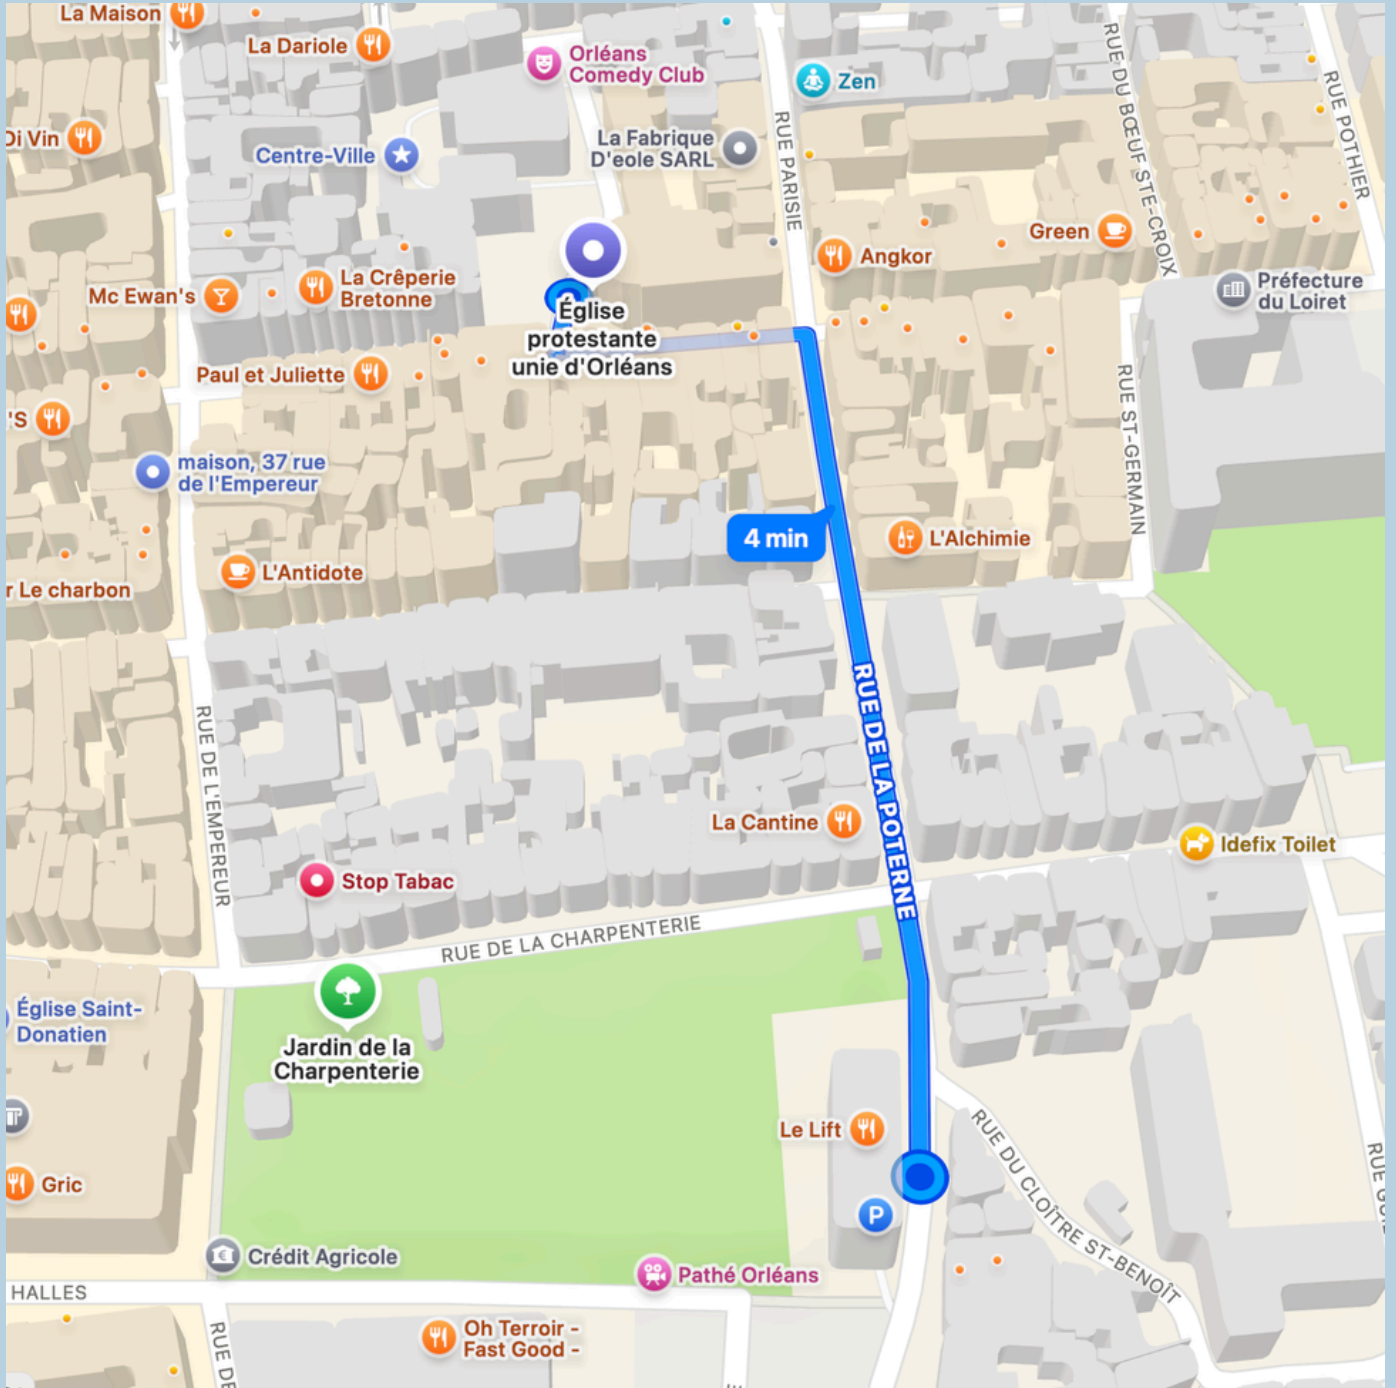 La Maison
La Dariole
Orléans
Comedy Club
Zen
RUE DU BŒUF STE-CROIX
RUE POTHIER
Di Vin
Centre-Ville
La Fabrique
D'eole SARL
RUE PARISIE
Green
Angkor
Préfecture
du Loiret
Mc Ewan's
La Crêperie
Bretonne
Église
protestante
unie d'Orléans
Paul et Juliette
RUE ST-GERMAIN
'S
maison, 37 rue
de l'Empereur
4 min
L'Alchimie
L'Antidote
r Le charbon
RUE DE LA POTERNE
RUE DE L'EMPEREUR
La Cantine
Idefix Toilet
Stop Tabac
RUE DE LA CHARPENTERIE
Église Saint-
Donatien
Jardin de la
Charpenterie
Le Lift
RUE DU CLOÎTRE ST-BENOÎT
RUE
Gric
P
Crédit Agricole
Pathé Orléans
HALLES
Oh Terroir -
Fast Good -
RUE DE